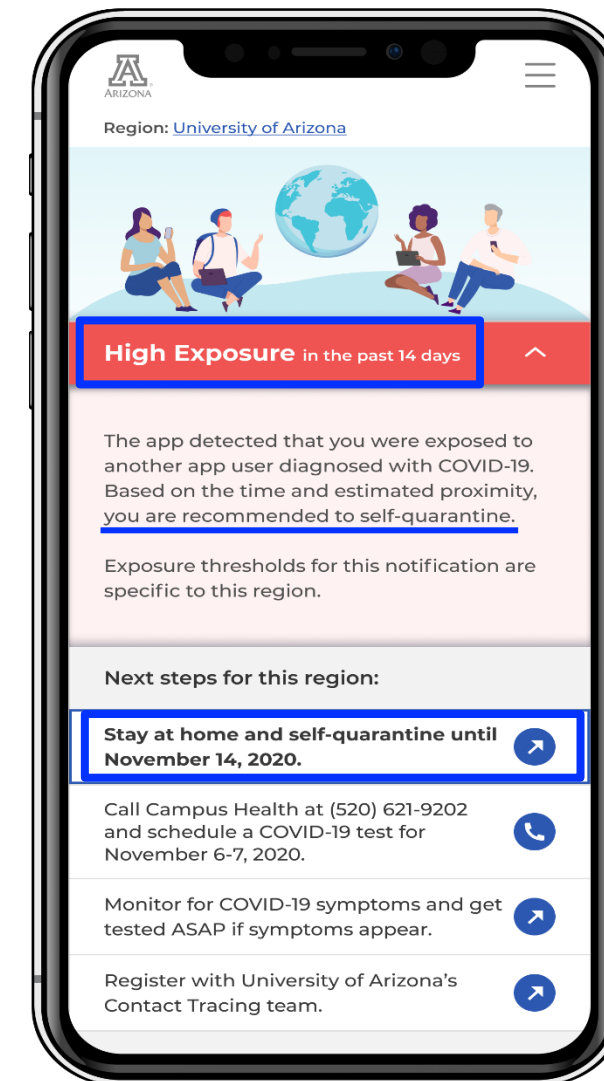 ARIZONA
Region: University of Arizona
High Exposure in the past 14 days
The app detected that you were exposed to
another app user diagnosed with COVID-19.
Based on the time and estimated proximity,
you are recommended to self-quarantine.
Exposure thresholds for this notification are
specific to this region.
Next steps for this region:
Stay at home and self-quarantine until
November 14, 2020.
Call Campus Health at (520) 621-9202
and schedule a COVID-19 test for
November 6-7, 2020.
Monitor for COVID-19 symptoms and get
tested ASAP if symptoms appear.
Register with University of Arizona’s
Contact Tracing team.